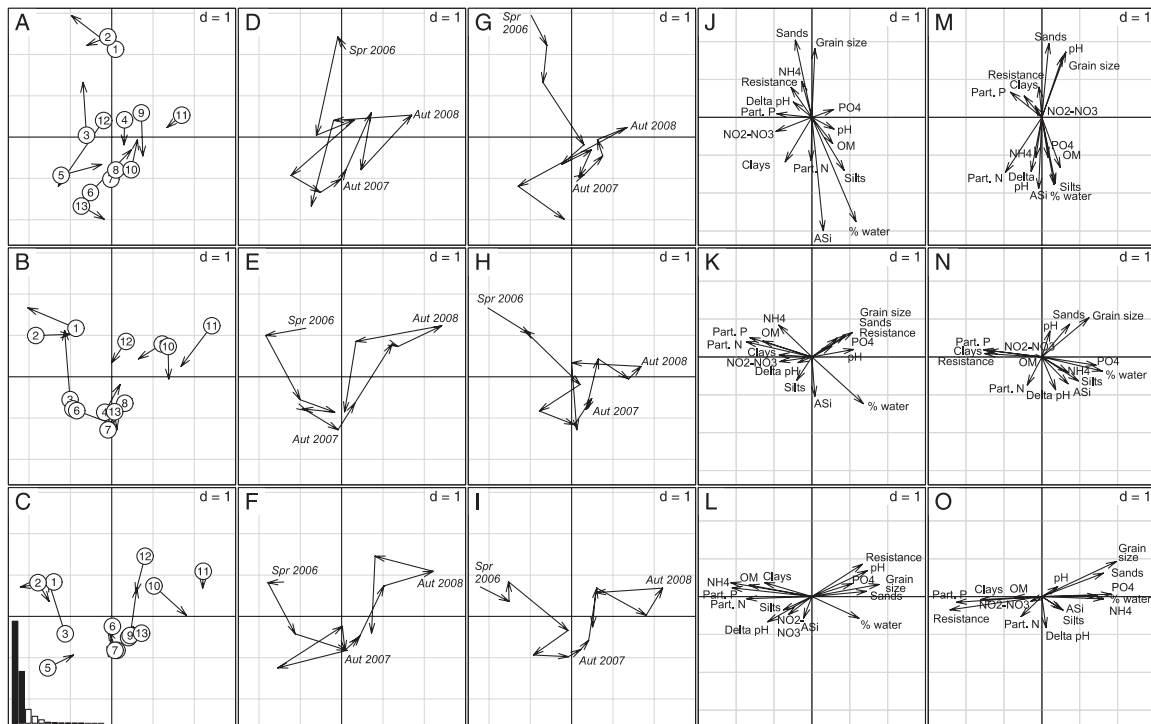 A
d = 1
2
1
3
12
4
9
11
5
8
10
7
6
13
D
d = 1
Spr 2006
Aut 2008
Aut 2007
G
d = 1
Spr
2006
Aut 2008
Aut 2007
J
d = 1
Sands
Grain size
NH4
Resistance
Delta pH
PO4
Part. P
NO2-NO3
pH
OM
Clays
Part. N
Silts
% water
ASi
M
d = 1
Sands
pH
Grain size
Resistance
Clays
Part. P
NO2-NO3
PO4
NH4
OM
Part. N
Delta
pH
Silts
ASi
% water
B
d = 1
1
2
12
11
10
6
4
13
8
7
E
d = 1
Spr 2006
Aut 2008
Aut 2007
H
d = 1
Spr 2006
Aut 2008
Aut 2007
K
d = 1
NH4
Grain size
Sands
Resistance
Part. P
OM
Part. N
PO4
Clays
pH
NO2-NO3
Delta pH
Silts
ASi
% water
N
d = 1
Sands
Grain size
pH
Part. P
NO2-NO3
Clays
Resistance
OM
PO4
NH4
% water
Part. N
Silts
Delta pH
ASi
C
d = 1
12
2
1
11
10
3
6
9
13
7
5
F
d = 1
Spr 2006
Aut 2008
Aut 2007
I
d = 1
Spr
2006
Aut 2008
Aut 2007
L
d = 1
Resistance
pH
NH4
OM
Clays
PO4
Grain
size
Part. P
Sands
Part. N
Silts
NO2-
NO3
ASi
% water
Delta pH
O
d = 1
Grain
size
pH
Sands
Clays
OM
PO4
Part. P
NO2-NO3
% water
NH4
Resistance
ASi
Part. N
Silts
Delta pH